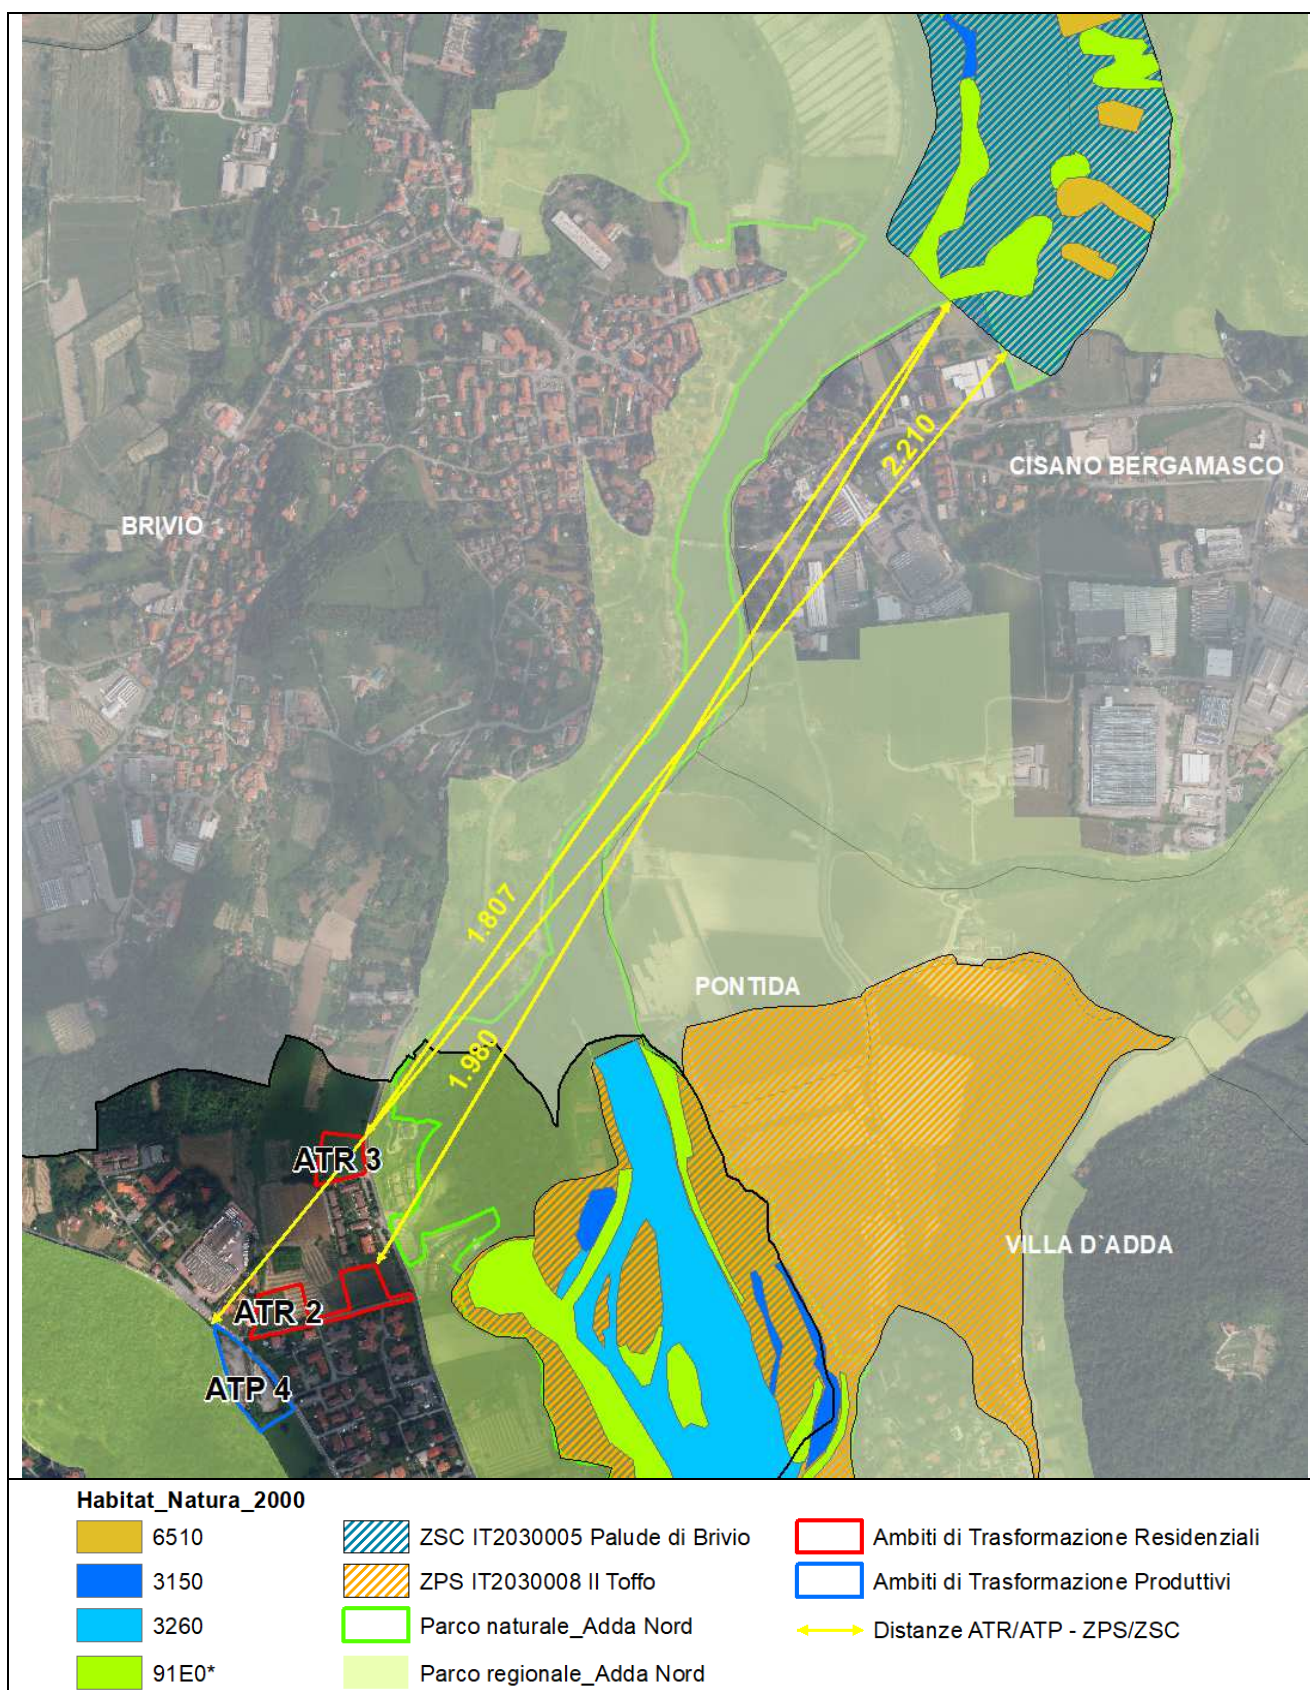 2.210
CISANO BERGAMASCO
BRIVIO
1.807
PONTIDA
1.980
ATR 3
VILLA D`ADDA
ATR 2
ATP 4
Habitat_Natura_2000
6510
3150
3260
91E0*
ZSC IT2030005 Palude di Brivio
ZPS IT2030008 Il Toffo
Parco naturale_Adda Nord
Parco regionale_Adda Nord
Ambiti di Trasformazione Residenziali
Ambiti di Trasformazione Produttivi
Distanze ATR/ATP - ZPS/ZSC